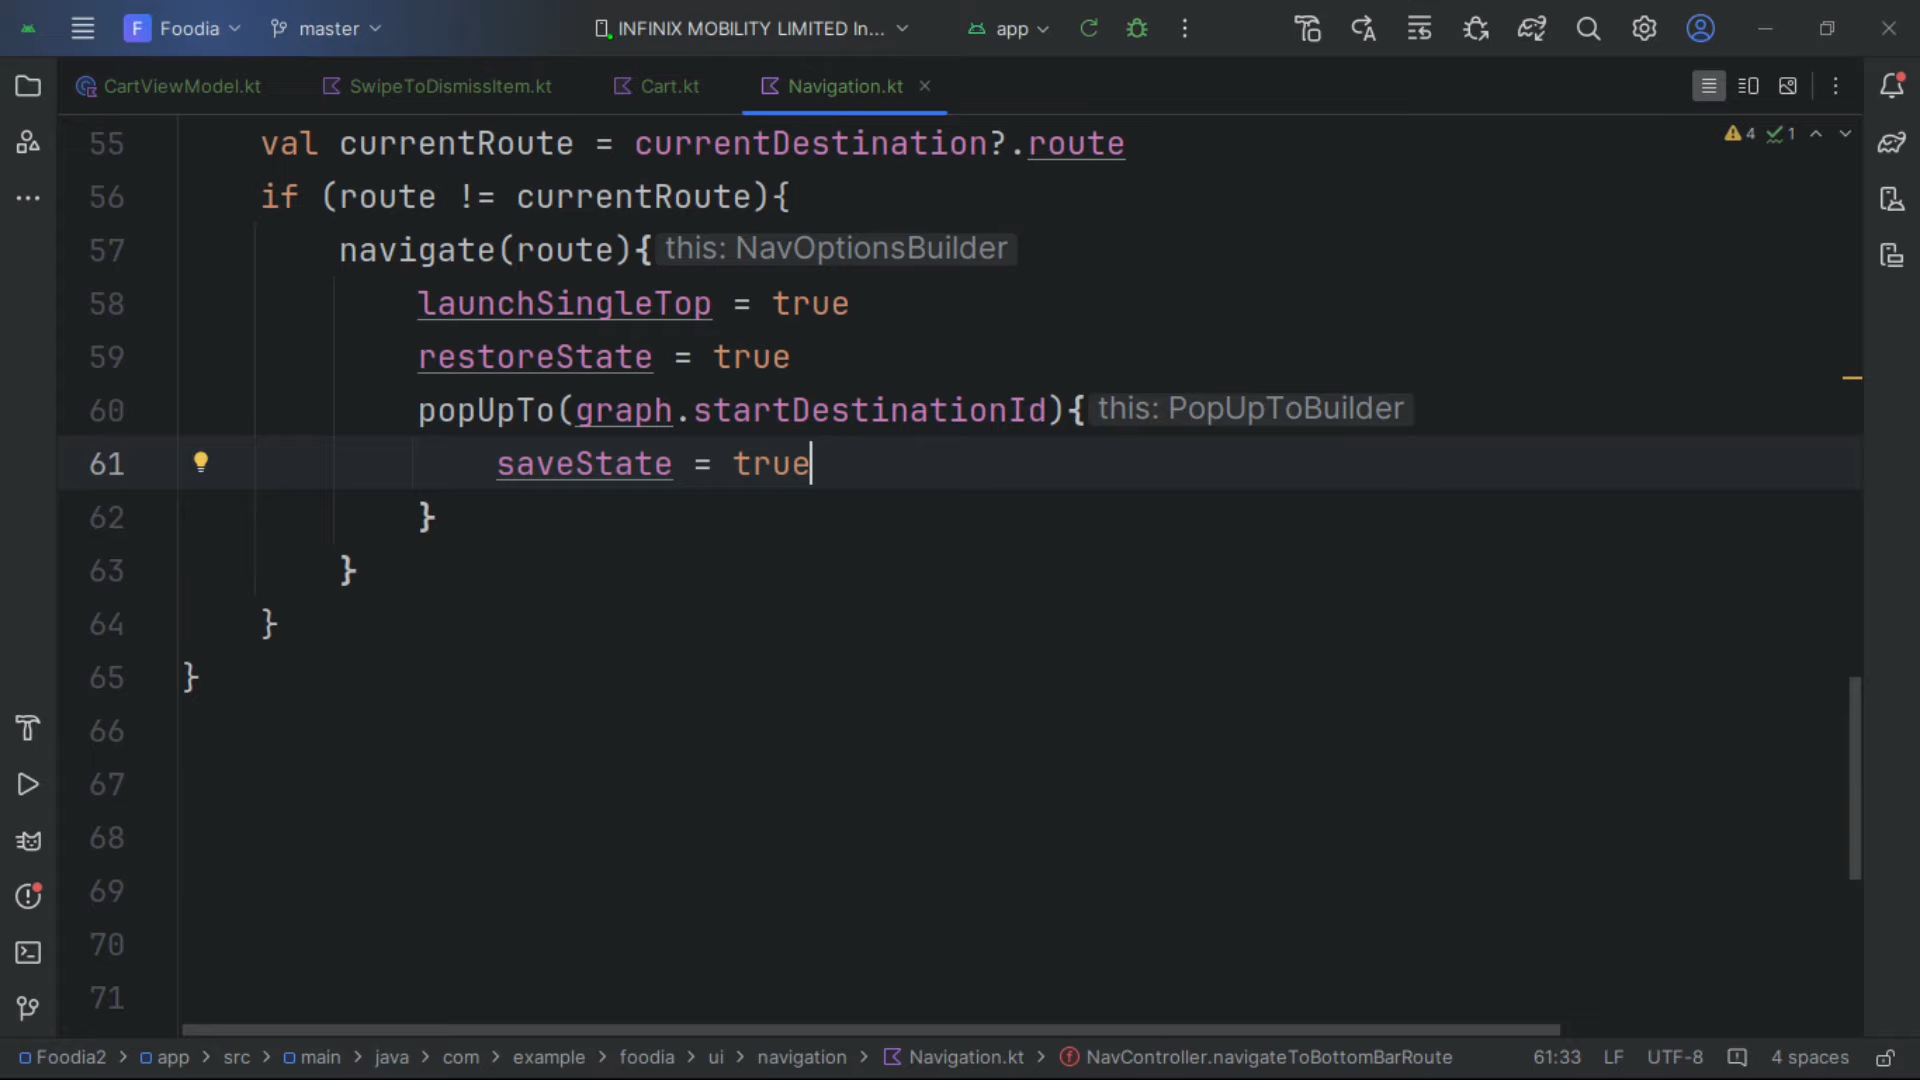 F Foodia master INFINIX MOBILITY LIMITED In... app
CartViewModel.kt SwipeToDismissItem.kt Cart.kt Navigation.kt
4 1
55 val currentRoute = currentDestination?.route
56 if (route != currentRoute){
57 navigate(route){ this: NavOptionsBuilder
58 launchSingleTop = true
59 restoreState = true
60 popUpTo(graph.startDestinationId){ this: PopUpToBuilder
61 saveState = true
62 }
63 }
64 }
65 }
66
67
68
69
70
71
Foodia2 > app > src > main > java > com > example > foodia > ui > navigation > Navigation.kt > NavController.navigateToBottomBarRoute 61:33 LF UTF-8 4 spaces